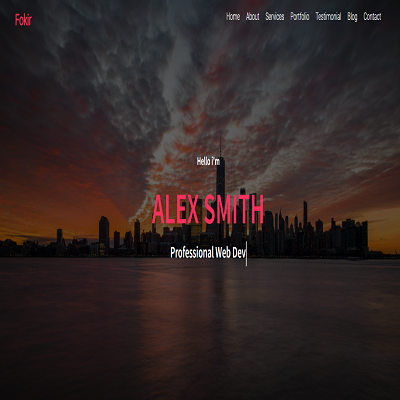 Fokir
Home About Services Portfolio Testimonial Blog Contact
Hello i'm
ALEX SMITH
Professional Web Dev